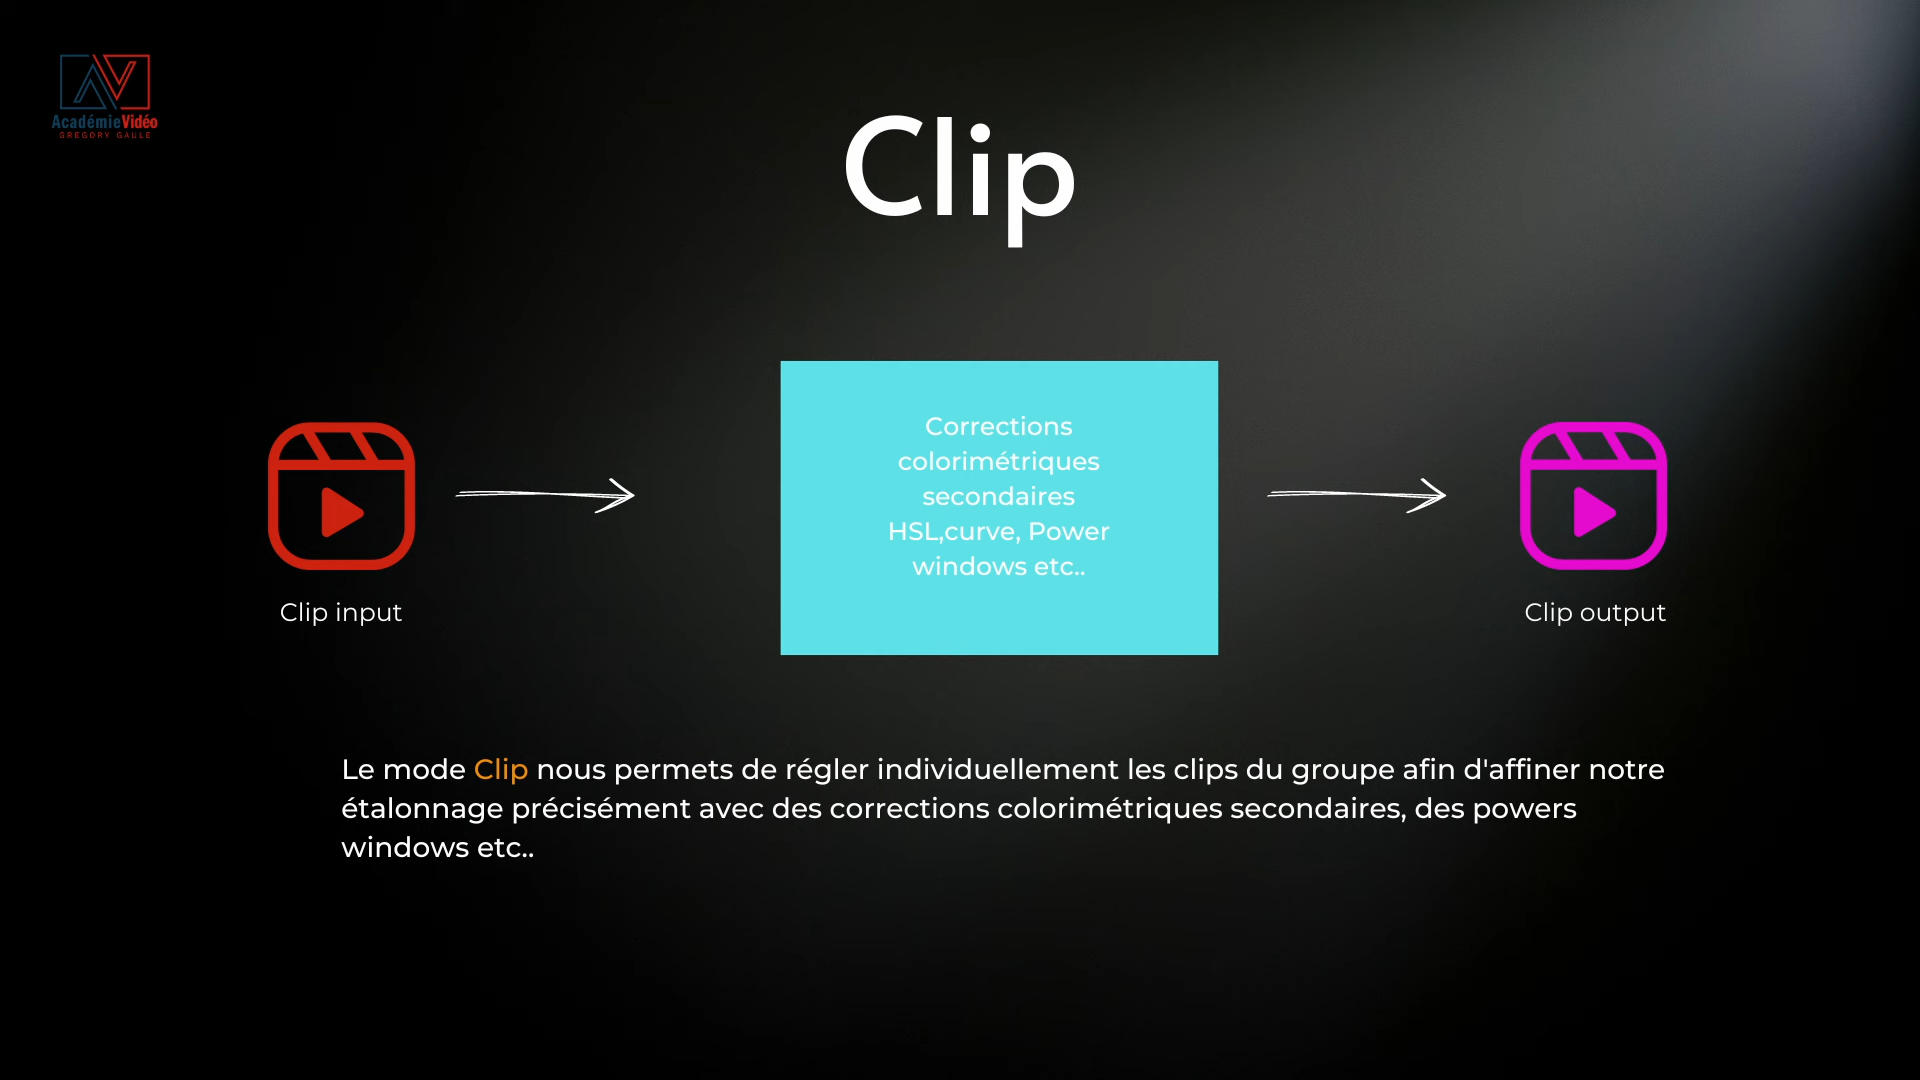 AcadémieVidéo
GREGORY GAULE
Clip
Corrections
colorimétriques
secondaires
HSL,curve, Power
windows etc..
Clip input
Clip output
Le mode Clip nous permets de régler individuellement les clips du groupe afin d'affiner notre
étalonnage précisément avec des corrections colorimétriques secondaires, des powers
windows etc..